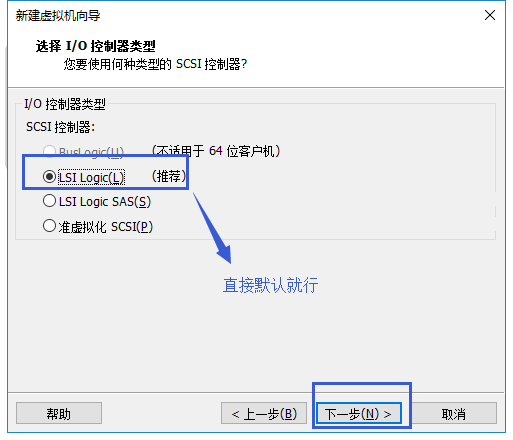 新建虚拟机向导
选择 I/O 控制器类型
您要使用何种类型的 SCSI 控制器?
I/O 控制器类型
SCSI 控制器:
BusLogic(U) (不适用于 64 位客户机)
LSI Logic(L) (推荐)
LSI Logic SAS(S)
准虚拟化 SCSI(P)
直接默认就行
帮助 < 上一步(B) 下一步(N) > 取消